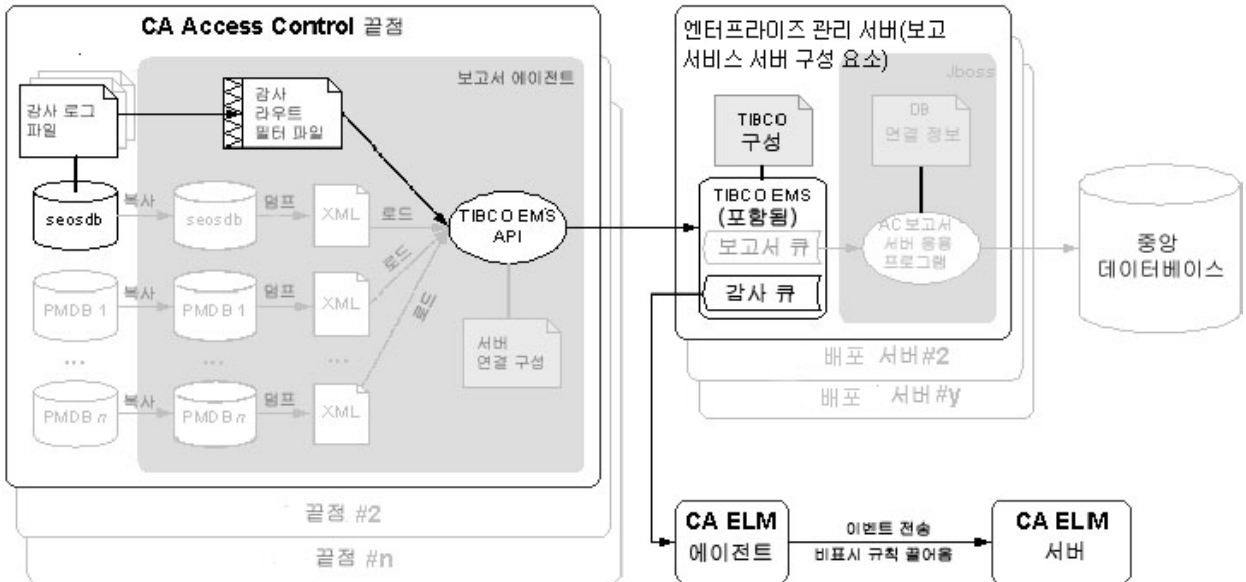 CA Access Control 끝점
보고서 에이전트
감사 로그
파일
감사
라우트
필터 파일
seosdb
복사
seosdb
덤프
XML
로드
TIBCO EMS
API
PMDB 1
복사
PMDB 1
덤프
XML
로드
...
...
...
로드
서버
연결 구성
PMDB n
복사
PMDB n
덤프
XML
끝점 #2
끝점 #n
엔터프라이즈 관리 서버(보고
서비스 서버 구성 요소)
Jboss
TIBCO
구성
DB
연결 정보
TIBCO EMS
(포함됨)
보고서 큐
감사 큐
AC 보고서
서버 응용
프로그램
중앙
데이터베이스
배포 서버#2
배포 서버#y
CA ELM
에이전트
이벤트 전송
비표시 규칙 끌어옴
CA ELM
서버